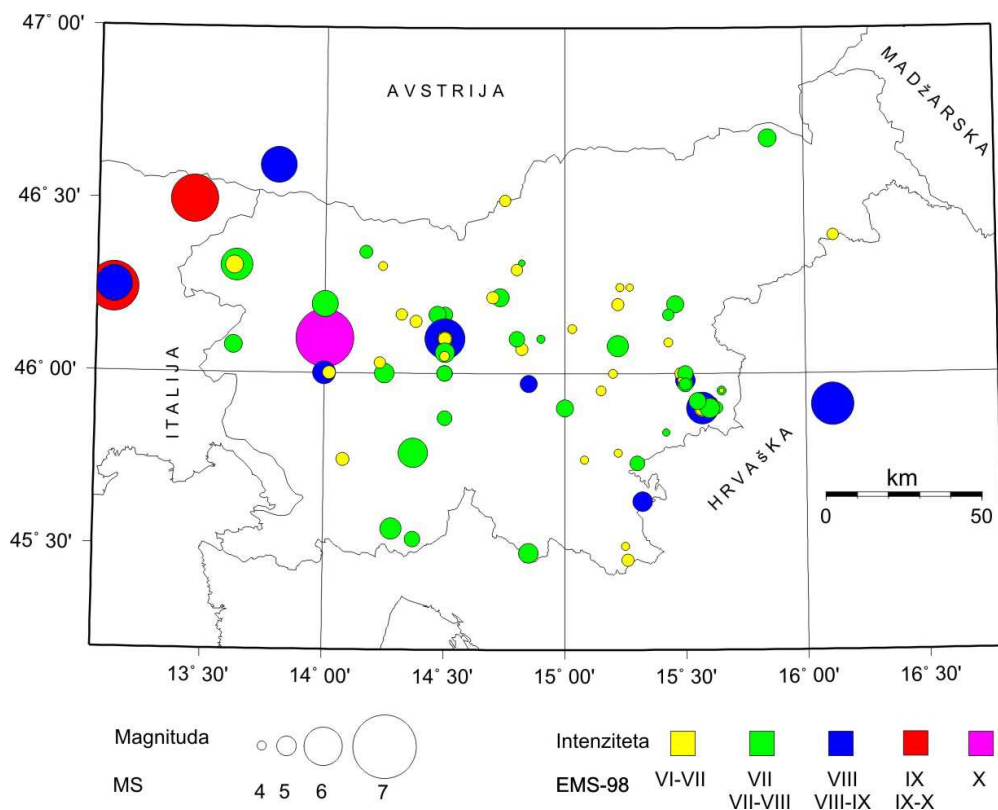 47° 00'
AVSTRIJA
MADžARSKA
46° 30'
46° 00'
ITALIJA
HRVAšKA
km
0 50
45° 30'
13° 30' 14° 00' 14° 30' 15° 00' 15° 30' 16° 00' 16° 30'
Magnituda
MS
4 5 6 7
Intenziteta
EMS-98
VI-VII VII VIII IX X
VII-VIII VIII-IX IX-X